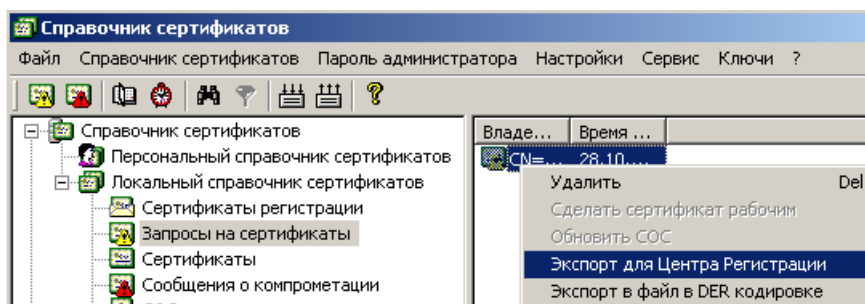 Справочник сертификатов
Файл Справочник сертификатов Пароль администратора Настройки Сервис Ключи ?
Справочник сертификатов
Персональный справочник сертификатов
Локальный справочник сертификатов
Сертификаты регистрации
Запросы на сертификаты
Сертификаты
Сообщения о компрометации
Владе... Время ...
CN=... 28.10....
Удалить Del
Сделать сертификат рабочим
Обновить СОС
Экспорт для Центра Регистрации
Экспорт в файл в DER кодировке